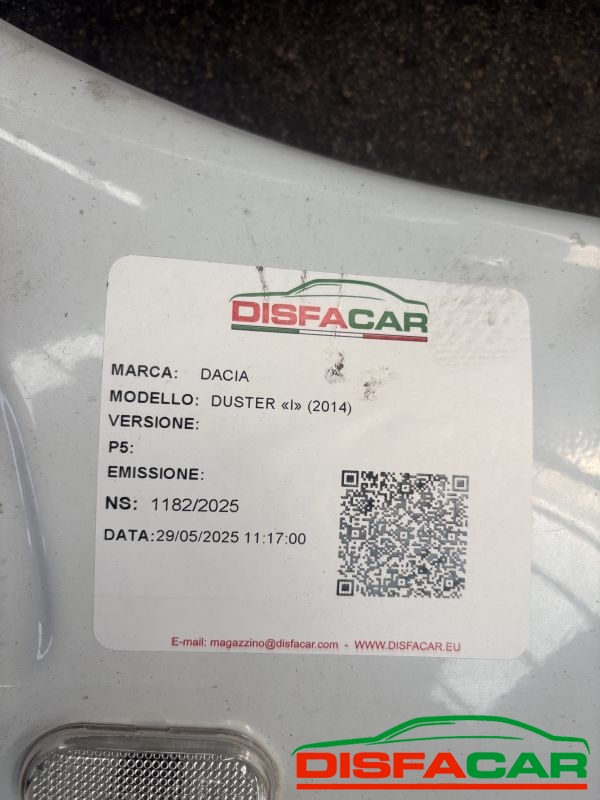 DISFACAR
MARCA: DACIA
MODELLO: DUSTER «I» (2014)
VERSIONE:
P5:
EMISSIONE:
NS: 1182/2025
DATA:29/05/2025 11:17:00
E-mail: magazzino@disfacar.com - WWW.DISFACAR.EU
DISFACAR